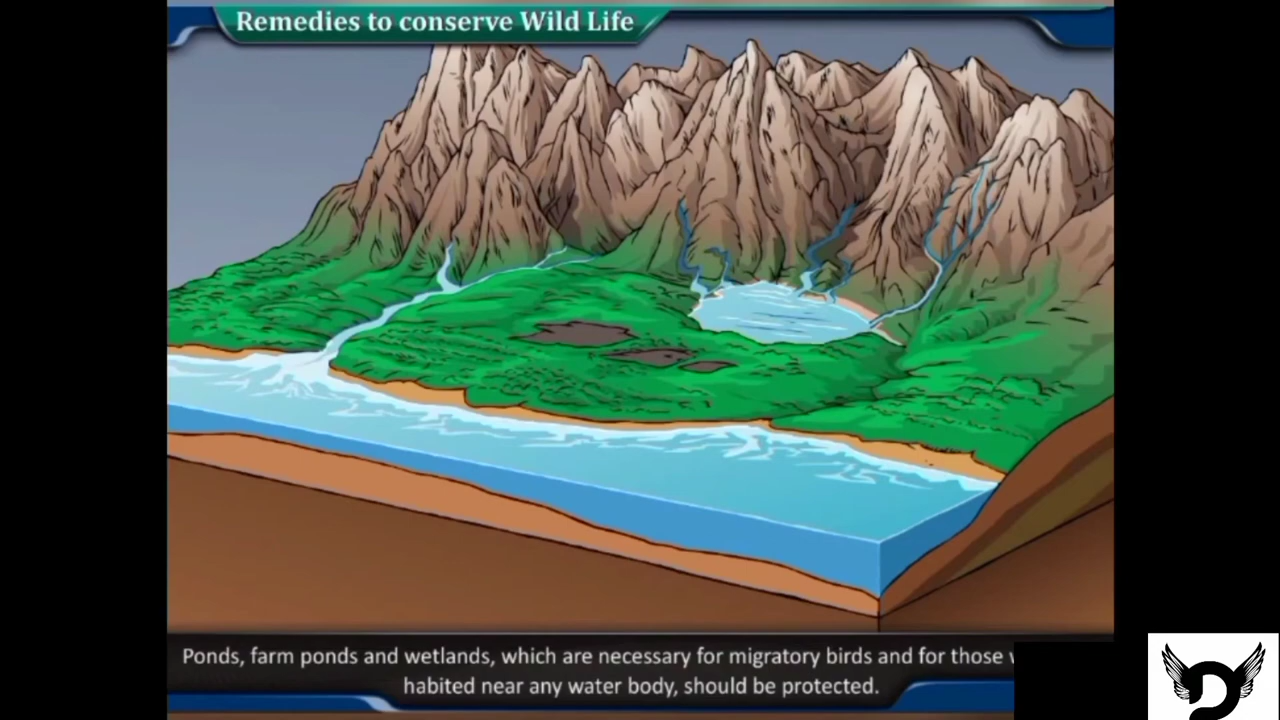 Remedies to conserve Wild Life
Ponds, farm ponds and wetlands, which are necessary for migratory birds and for those
habited near any water body, should be protected.